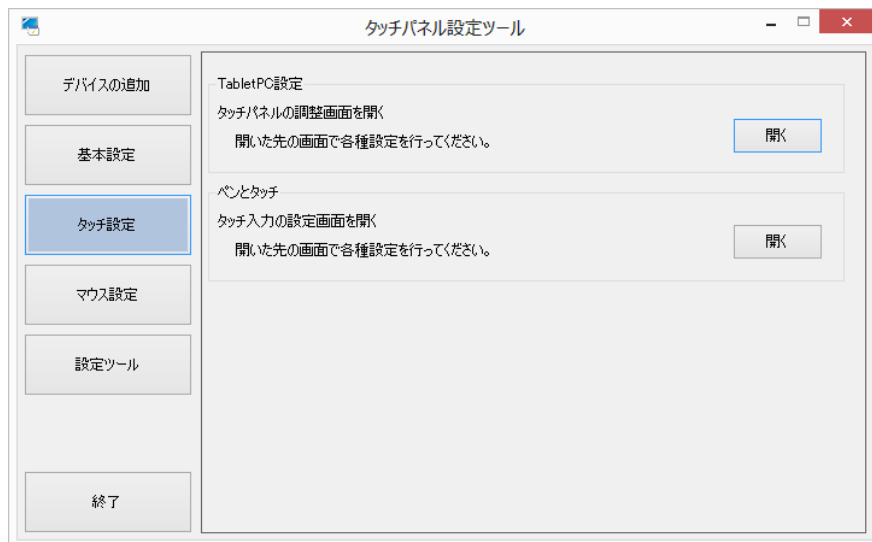 タッチパネル設定ツール
デバイスの追加
基本設定
タッチ設定
マウス設定
設定ツール
終了
TabletPC設定
タッチパネルの調整画面を開く
開いた先の画面で各種設定を行ってください。
開く
ペンとタッチ
タッチ入力の設定画面を開く
開いた先の画面で各種設定を行ってください。
開く